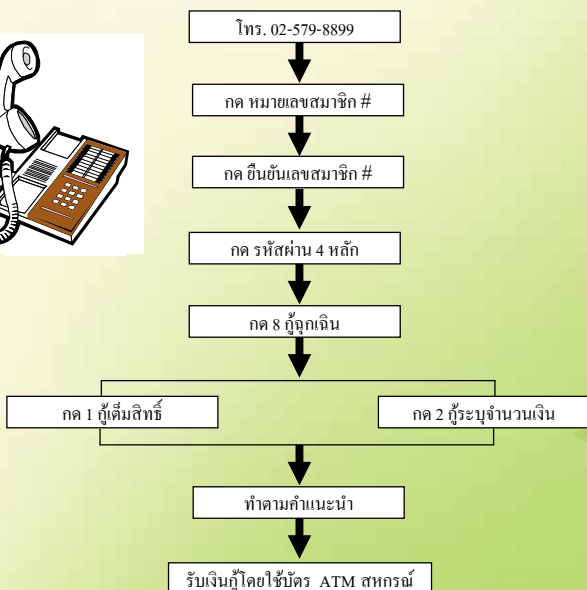 โทร. 02-579-8899
กด หมายเลขสมาชิก #
กด ยืนยันเลขสมาชิก #
กด รหัสผ่าน 4 หลัก
กด 8 กู้ฉุกเฉิน
กด 1 กู้เต็มสิทธิ์
กด 2 กู้ระบุจำนวนเงิน
ทำตามคำแนะนำ
รับเงินกู้โดยใช้บัตร ATM สหกรณ์